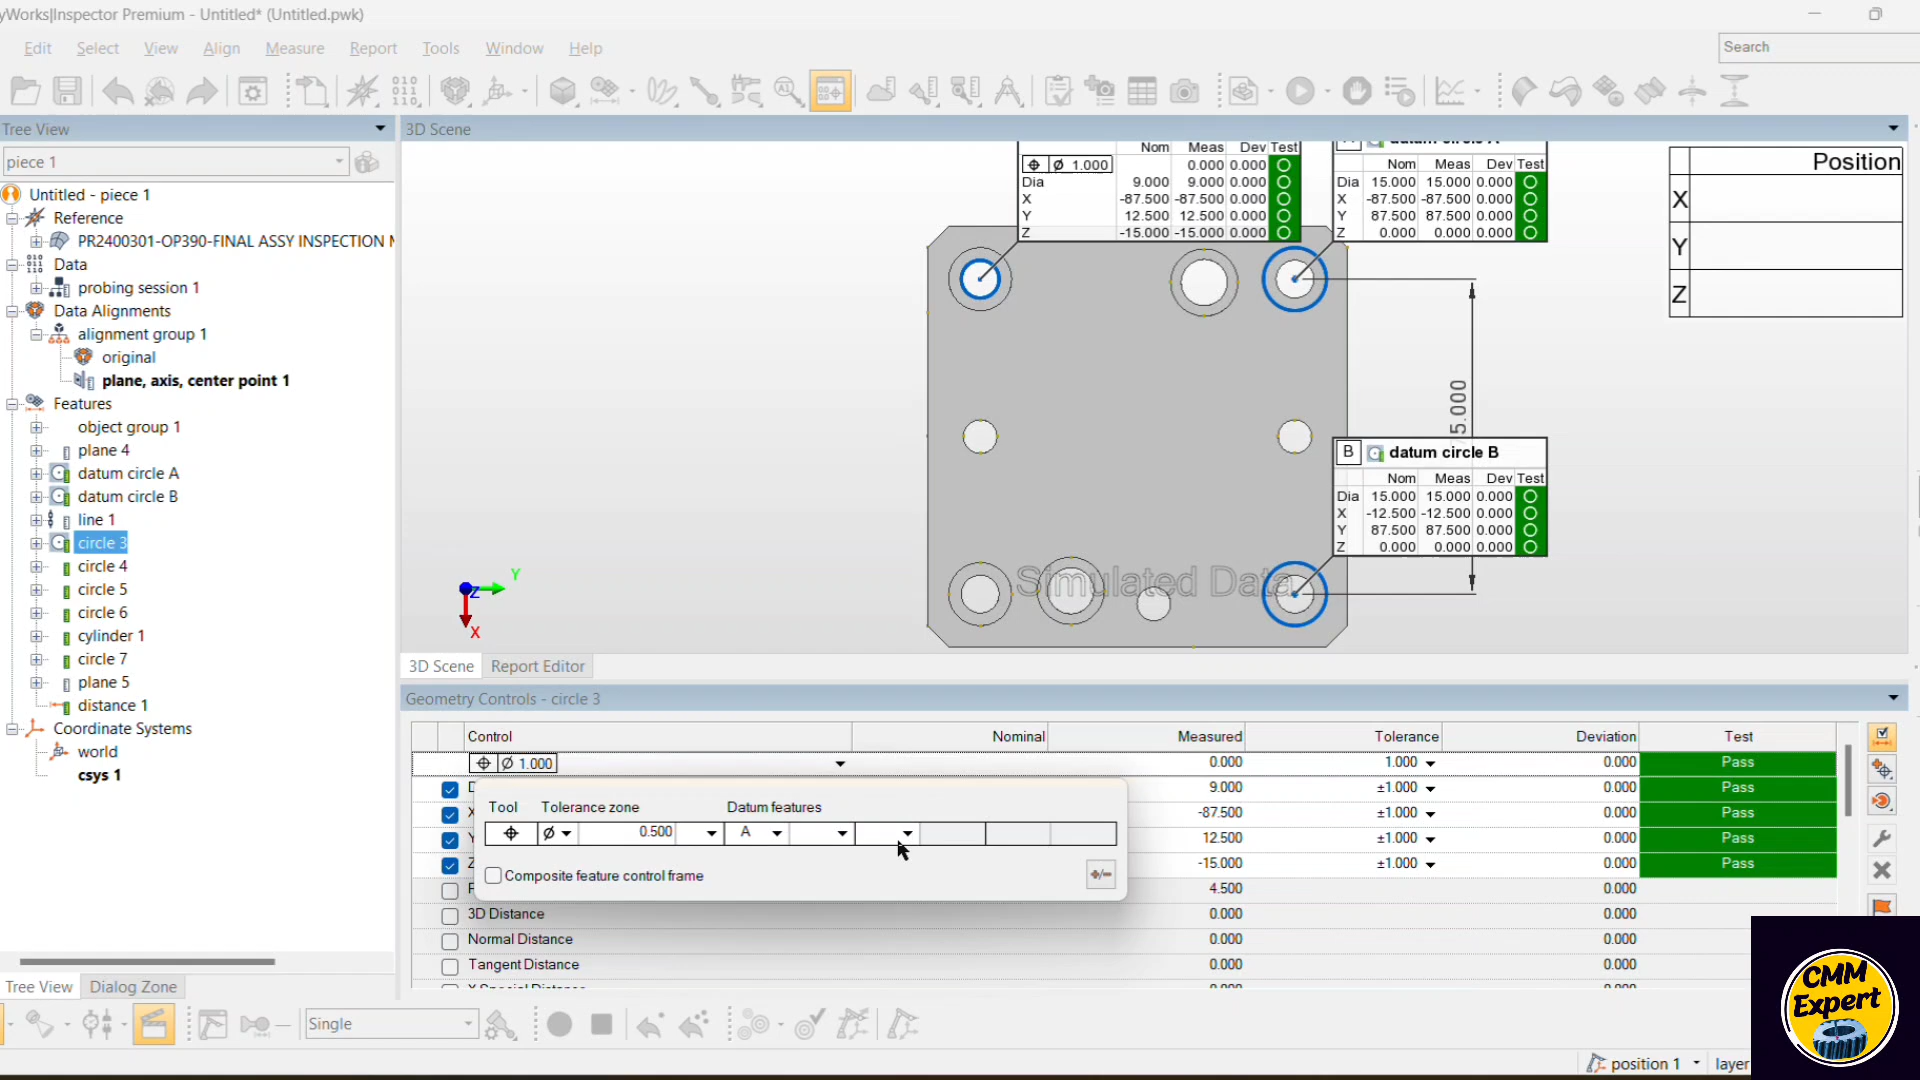 yWorks|Inspector Premium - Untitled* (Untitled.pwk)
Edit Select View Align Measure Report Tools Window Help
Search
Tree View
piece 1
Untitled - piece 1
Reference
PR2400301-OP390-FINAL ASSY INSPECTION
Data
probing session 1
Data Alignments
alignment group 1
original
plane, axis, center point 1
Features
object group 1
plane 4
datum circle A
datum circle B
line 1
circle 3
circle 4
circle 5
circle 6
cylinder 1
circle 7
plane 5
distance 1
Coordinate Systems
world
csys 1
Tree View Dialog Zone
3D Scene
Nom Meas Dev Test
⌖ Ø 1.000 0.000 0.000
Dia 9.000 9.000 0.000
X -87.500 -87.500 0.000
Y 12.500 12.500 0.000
Z -15.000 -15.000 0.000
Nom Meas Dev Test
Dia 15.000 15.000 0.000
X -87.500 -87.500 0.000
Y 87.500 87.500 0.000
Z 0.000 0.000 0.000
Position
X
Y
Z
5.000
B datum circle B
Nom Meas Dev Test
Dia 15.000 15.000 0.000
X -12.500 -12.500 0.000
Y 87.500 87.500 0.000
Z 0.000 0.000 0.000
Simulated Data
Y
Z
X
3D Scene Report Editor
Geometry Controls - circle 3
Control Nominal Measured Tolerance Deviation Test
⌖ Ø 1.000 0.000 1.000 0.000 Pass
9.000 ±1.000 0.000 Pass
X -87.500 ±1.000 0.000 Pass
Y 12.500 ±1.000 0.000 Pass
Z -15.000 ±1.000 0.000 Pass
4.500 0.000
Tool Tolerance zone Datum features
⌖ Ø 0.500 A
Composite feature control frame
+/-
3D Distance 0.000 0.000
Normal Distance 0.000 0.000
Tangent Distance 0.000 0.000
Single
position 1 layer
CMM
Expert